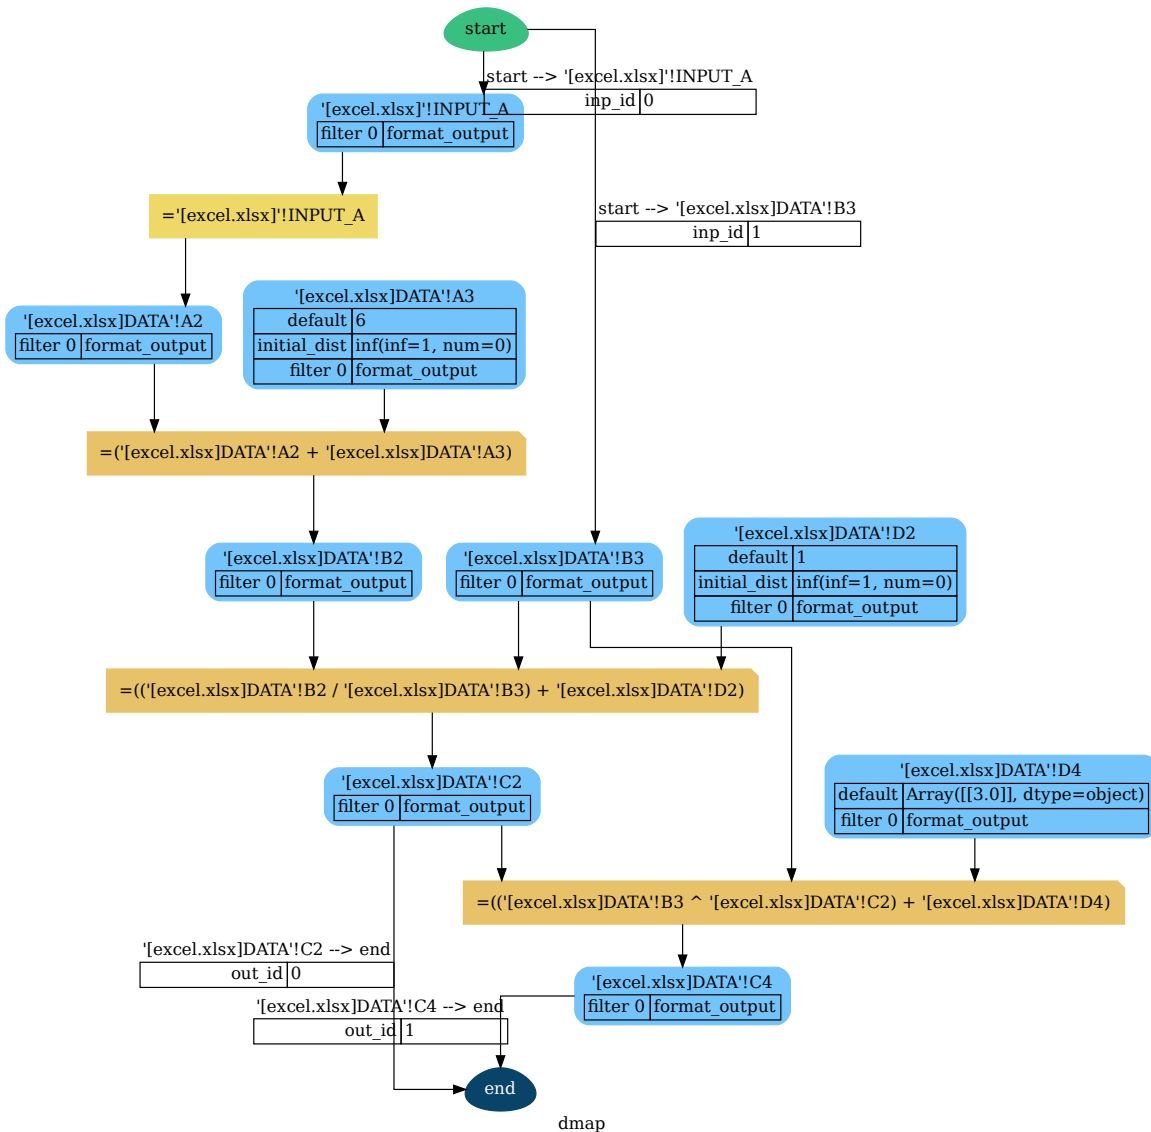 start
start --> '[excel.xlsx]'!INPUT_A
inp_id 0
'[excel.xlsx]'!INPUT_A
filter 0 format_output
='[excel.xlsx]'!INPUT_A
start --> '[excel.xlsx]DATA'!B3
inp_id 1
'[excel.xlsx]DATA'!A2
filter 0 format_output
'[excel.xlsx]DATA'!A3
default 6
initial_dist inf(inf=1, num=0)
filter 0 format_output
=('[excel.xlsx]DATA'!A2 + '[excel.xlsx]DATA'!A3)
'[excel.xlsx]DATA'!B2
filter 0 format_output
'[excel.xlsx]DATA'!B3
filter 0 format_output
'[excel.xlsx]DATA'!D2
default 1
initial_dist inf(inf=1, num=0)
filter 0 format_output
=(('[excel.xlsx]DATA'!B2 / '[excel.xlsx]DATA'!B3) + '[excel.xlsx]DATA'!D2)
'[excel.xlsx]DATA'!C2
filter 0 format_output
'[excel.xlsx]DATA'!D4
default Array([[3.0]], dtype=object)
filter 0 format_output
=(('[excel.xlsx]DATA'!B3 ^ '[excel.xlsx]DATA'!C2) + '[excel.xlsx]DATA'!D4)
'[excel.xlsx]DATA'!C2 --> end
out_id 0
'[excel.xlsx]DATA'!C4
filter 0 format_output
'[excel.xlsx]DATA'!C4 --> end
out_id 1
end
dmap